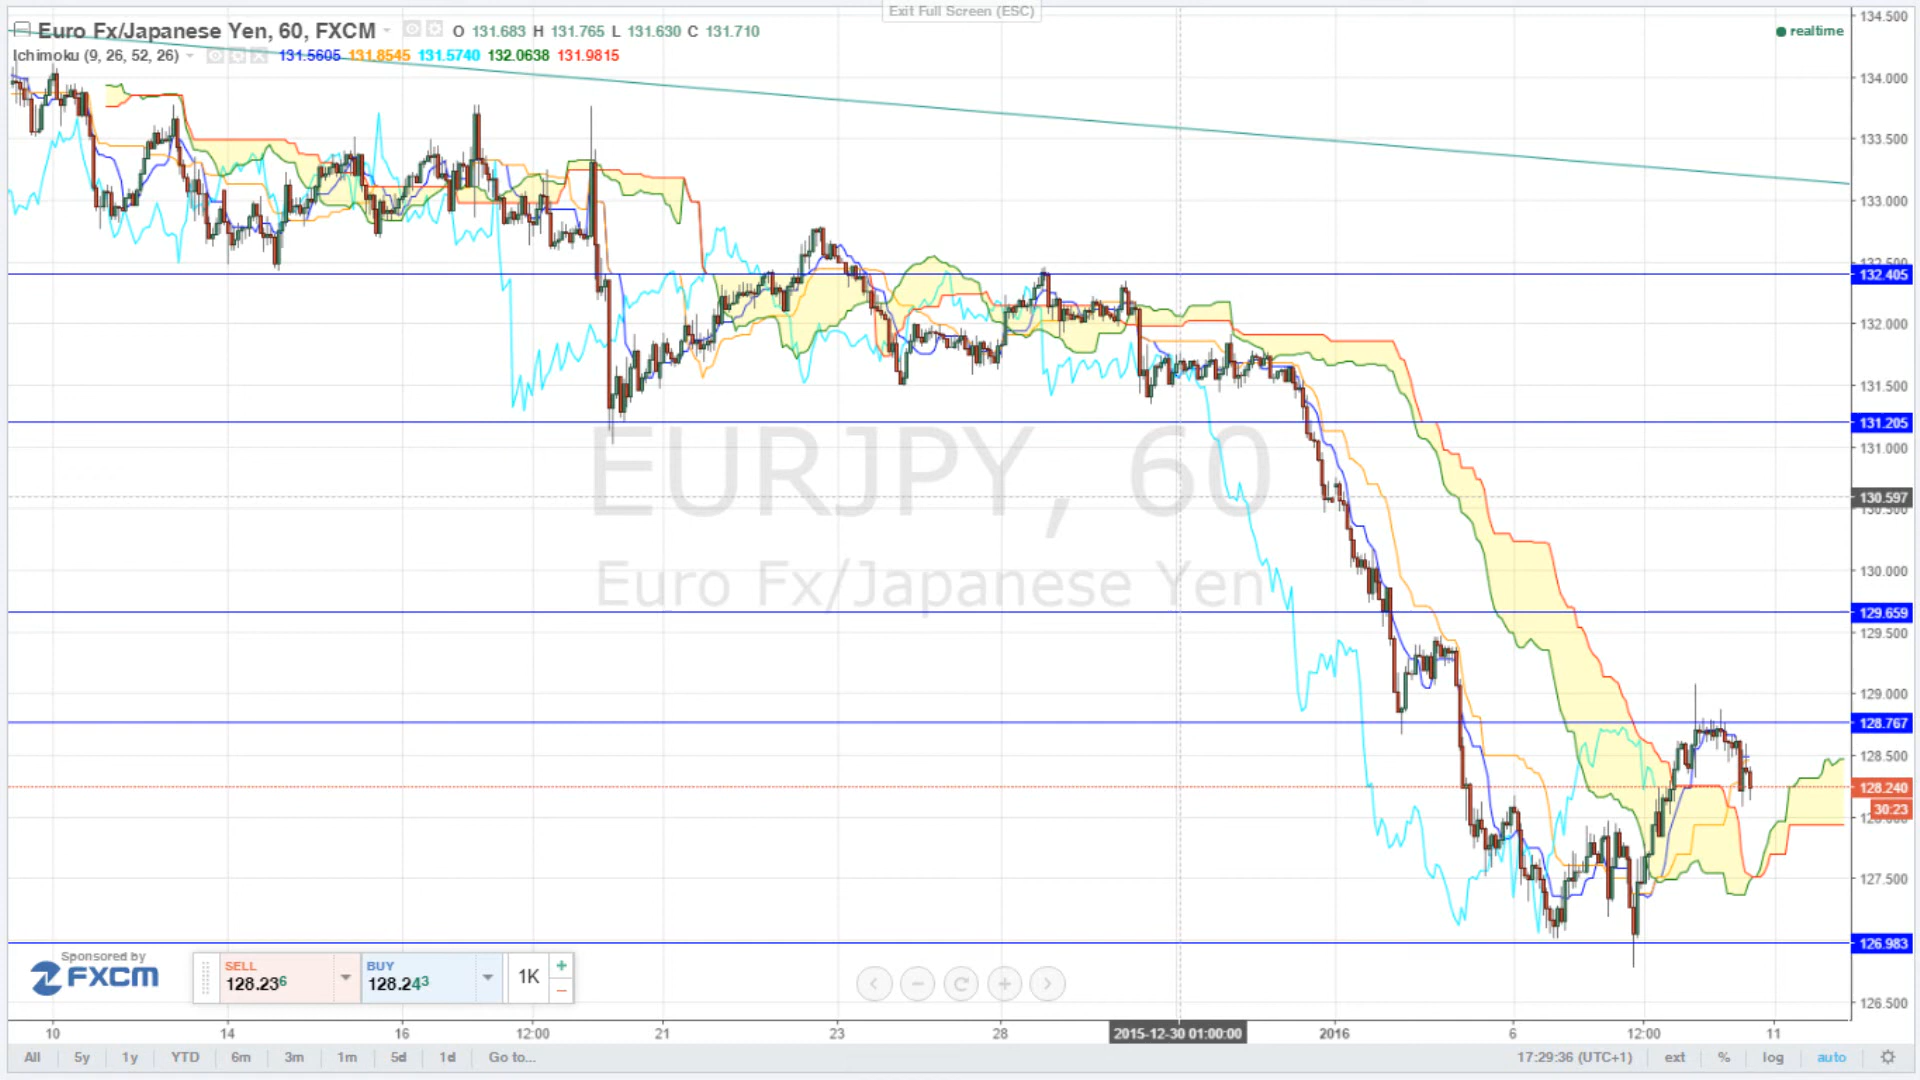 Exit Full Screen (ESC)
Euro Fx/Japanese Yen, 60, FXCM O 131.683 H 131.765 L 131.630 C 131.710
realtime
Ichimoku (9, 26, 52, 26) 131.5605 131.8545 131.5740 132.0638 131.9815
134.500
134.000
133.500
133.000
132.405
132.000
131.500
131.205
131.000
130.597
130.500
130.000
129.659
129.500
129.000
128.767
128.500
128.240
30:23
127.500
126.983
126.500
EURJPY, 60
Euro Fx/Japanese Yen
Sponsored by
FXCM
SELL
128.236
BUY
128.243
1K
10 14 16 12:00 21 23 28 2015-12-30 01:00:00 2016 6 12:00 11
All 5y 1y YTD 6m 3m 1m 5d 1d Go to... 17:29:36 (UTC+1) ext % log auto